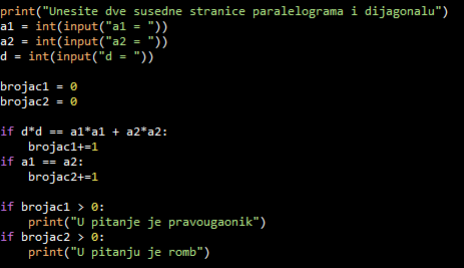 print("Unesite dve susedne stranice paralelograma i dijagonalu")
a1 = int(input("a1 = "))
a2 = int(input("a2 = "))
d = int(input("d = "))
brojac1 = 0
brojac2 = 0
if d*d == a1*a1 + a2*a2:
    brojac1+=1
if a1 == a2:
    brojac2+=1
if brojac1 > 0:
    print("U pitanje je pravougaonik")
if brojac2 > 0:
    print("U pitanju je romb")